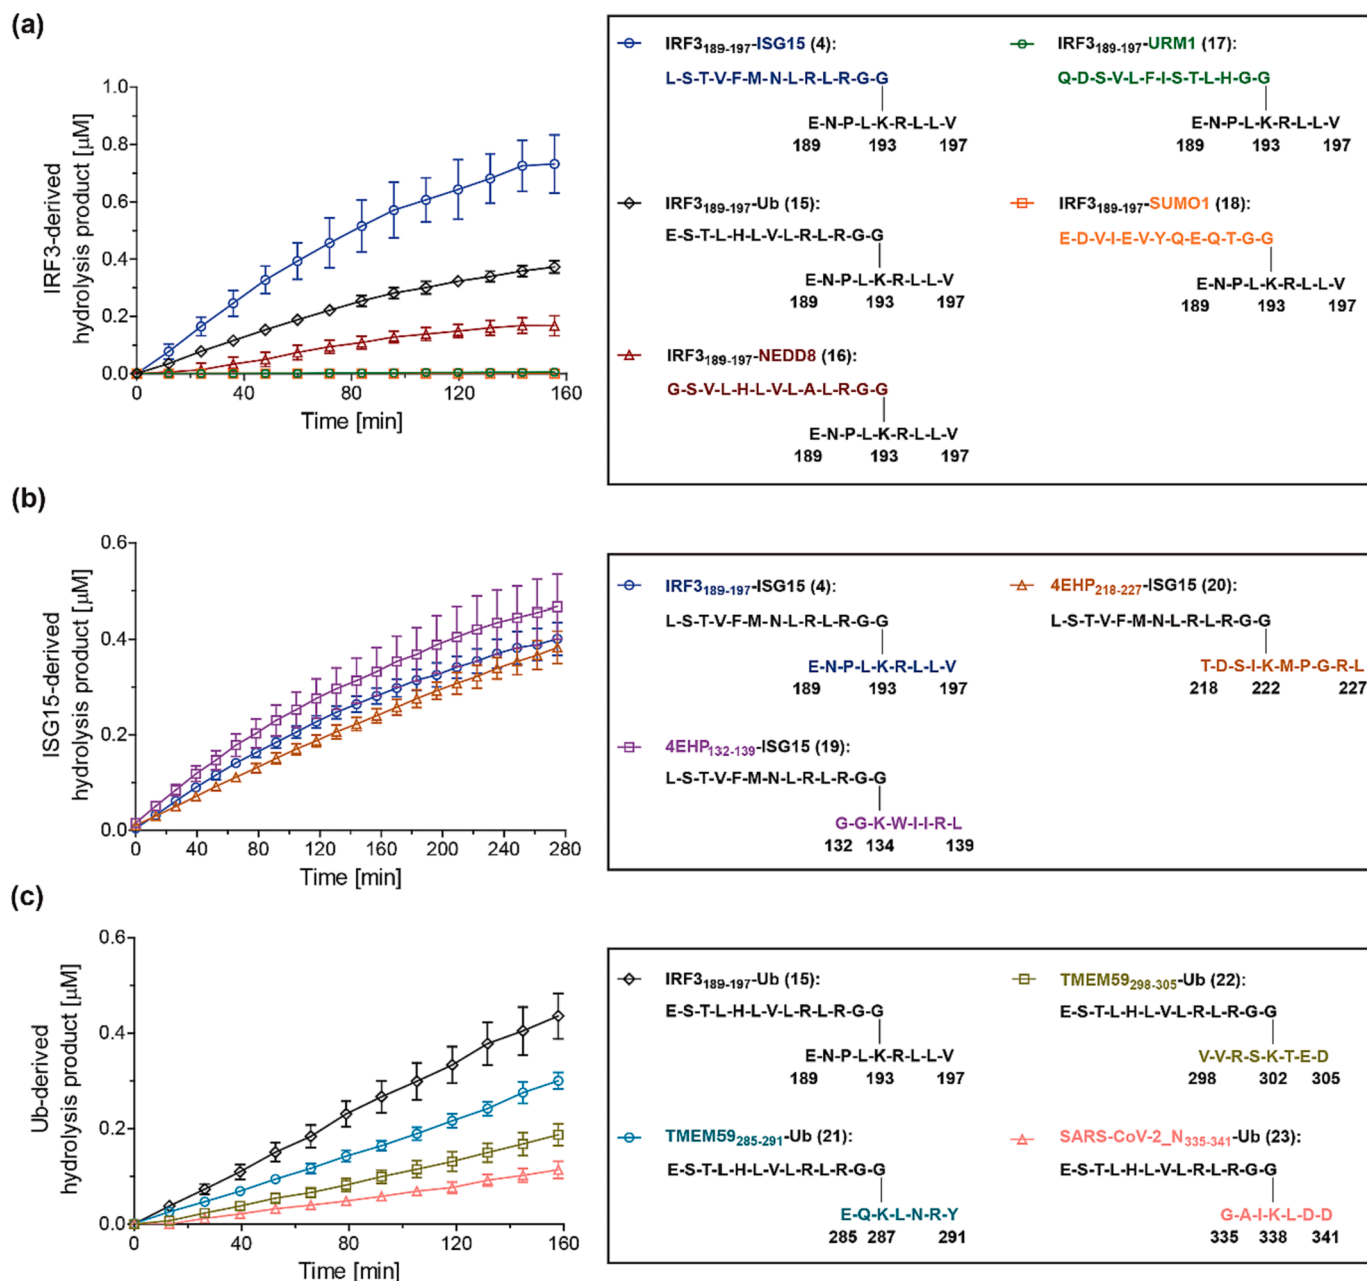 (a)
1.0
0.8
0.6
0.4
0.2
0.0
0 40 80 120 160
Time [min]
IRF3-derived
hydrolysis product [µM]
IRF3189-197-ISG15 (4):
L-S-T-V-F-M-N-L-R-L-R-G-G
E-N-P-L-K-R-L-L-V
189 193 197
IRF3189-197-Ub (15):
E-S-T-L-H-L-V-L-R-L-R-G-G
E-N-P-L-K-R-L-L-V
189 193 197
IRF3189-197-NEDD8 (16):
G-S-V-L-H-L-V-L-A-L-R-G-G
E-N-P-L-K-R-L-L-V
189 193 197
IRF3189-197-URM1 (17):
Q-D-S-V-L-F-I-S-T-L-H-G-G
E-N-P-L-K-R-L-L-V
189 193 197
IRF3189-197-SUMO1 (18):
E-D-V-I-E-V-Y-Q-E-Q-T-G-G
E-N-P-L-K-R-L-L-V
189 193 197
(b)
0.6
0.4
0.2
0.0
0 40 80 120 160 200 240 280
Time [min]
ISG15-derived
hydrolysis product [µM]
IRF3189-197-ISG15 (4):
L-S-T-V-F-M-N-L-R-L-R-G-G
E-N-P-L-K-R-L-L-V
189 193 197
4EHP132-139-ISG15 (19):
L-S-T-V-F-M-N-L-R-L-R-G-G
G-G-K-W-I-I-R-L
132 134 139
4EHP218-227-ISG15 (20):
L-S-T-V-F-M-N-L-R-L-R-G-G
T-D-S-I-K-M-P-G-R-L
218 222 227
(c)
0.6
0.4
0.2
0.0
0 40 80 120 160
Time [min]
Ub-derived
hydrolysis product [µM]
IRF3189-197-Ub (15):
E-S-T-L-H-L-V-L-R-L-R-G-G
E-N-P-L-K-R-L-L-V
189 193 197
TMEM59285-291-Ub (21):
E-S-T-L-H-L-V-L-R-L-R-G-G
E-Q-K-L-N-R-Y
285 287 291
TMEM59298-305-Ub (22):
E-S-T-L-H-L-V-L-R-L-R-G-G
V-V-R-S-K-T-E-D
298 302 305
SARS-CoV-2_N335-341-Ub (23):
E-S-T-L-H-L-V-L-R-L-R-G-G
G-A-I-K-L-D-D
335 338 341